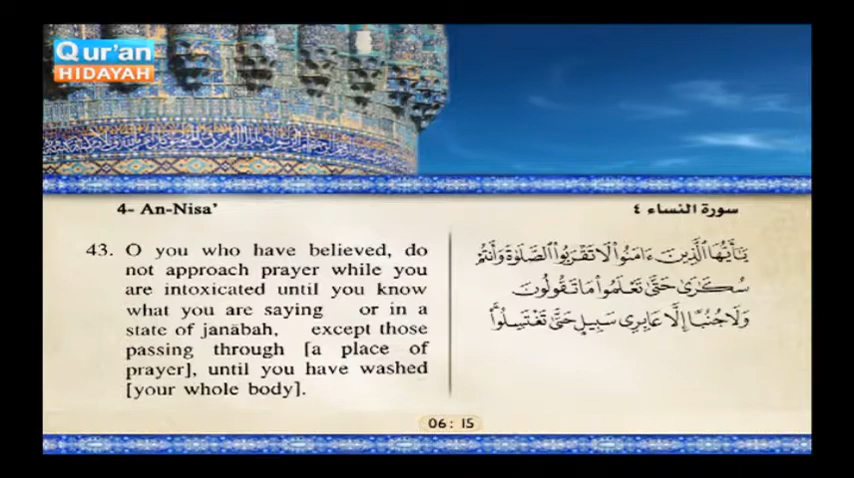 Qur'an
HIDAYAH
4- An-Nisa'
سورة النساء ٤
43. O you who have believed, do
not approach prayer while you
are intoxicated until you know
what you are saying or in a
state of janābah, except those
passing through [a place of
prayer], until you have washed
[your whole body].
يَـٰٓأَيُّهَا ٱلَّذِينَ ءَامَنُوا۟ لَا تَقْرَبُوا۟ ٱلصَّلَوٰةَ وَأَنتُمْ
سُكَـٰرَىٰ حَتَّىٰ تَعْلَمُوا۟ مَا تَقُولُونَ
وَلَا جُنُبًا إِلَّا عَابِرِى سَبِيلٍ حَتَّىٰ تَغْتَسِلُوا۟ۚ
06: 15